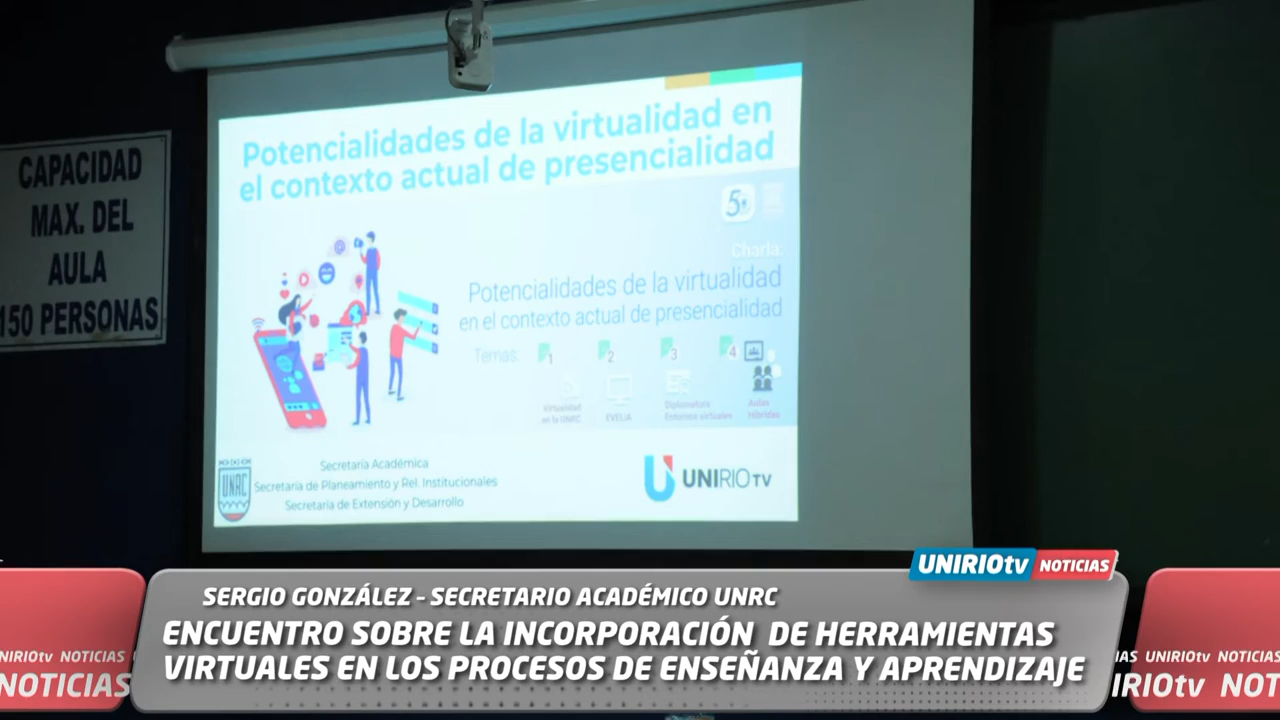 CAPACIDAD
MAX. DEL
AULA
150 PERSONAS
Potencialidades de la virtualidad en
el contexto actual de presencialidad
Charla:
Potencialidades de la virtualidad
en el contexto actual de presencialidad
Temas: 1 2 3 4
Virtualidad
en la UNRC
EVELIA
Diplomatura
Entornos virtuales
Aulas
Híbridas
UNRC
Secretaría Académica
Secretaría de Planeamiento y Rel. Institucionales
Secretaría de Extensión y Desarrollo
UNIRIO TV
UNIRIOtv NOTICIAS
SERGIO GONZÁLEZ - SECRETARIO ACADÉMICO UNRC
ENCUENTRO SOBRE LA INCORPORACIÓN DE HERRAMIENTAS
VIRTUALES EN LOS PROCESOS DE ENSEÑANZA Y APRENDIZAJE
NIRIOtv NOTICIAS
NOTICIAS
IAS UNIRIOtv NOTICIAS
IRIOtv NOT